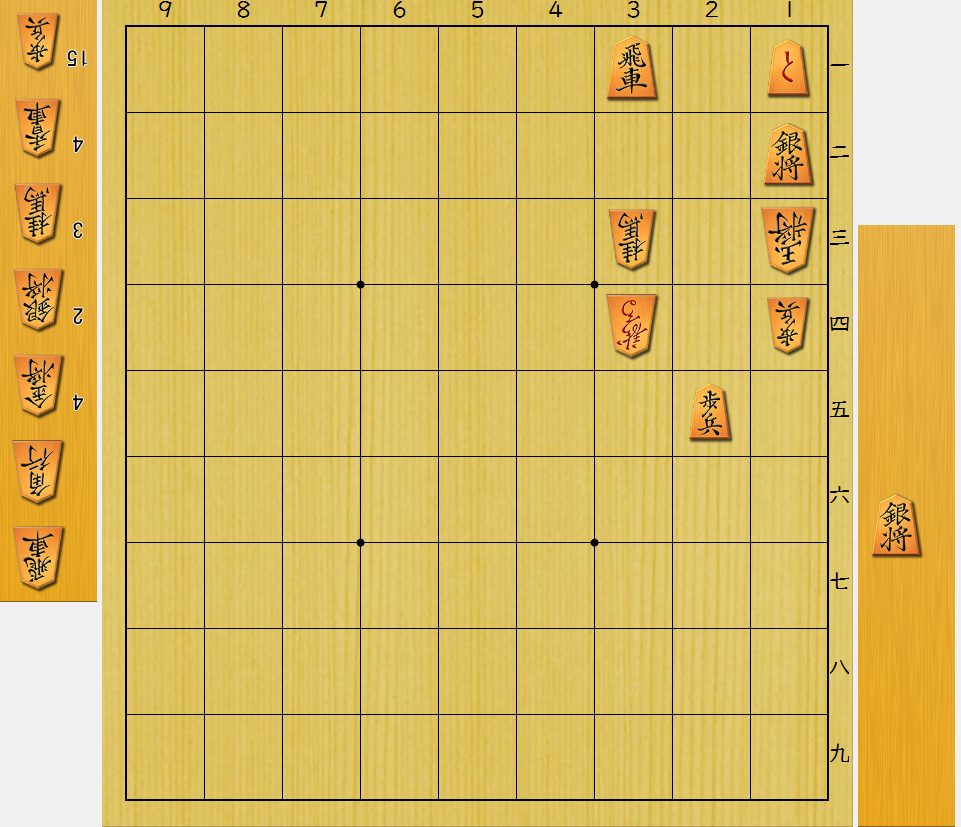 9 8 7 6 5 4 3 2 1
歩兵 15
香車 4
桂馬 3
銀将 2
金将 4
角行
飛車
飛車 と 一
銀将 二
桂馬 玉将 三
歩兵 四
歩兵 五
六
七
八
九
銀将